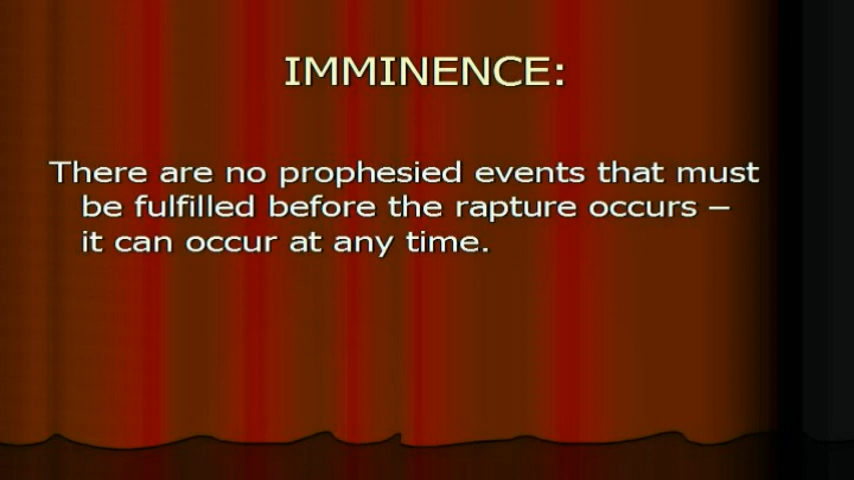 IMMINENCE:
There are no prophesied events that must
be fulfilled before the rapture occurs –
it can occur at any time.